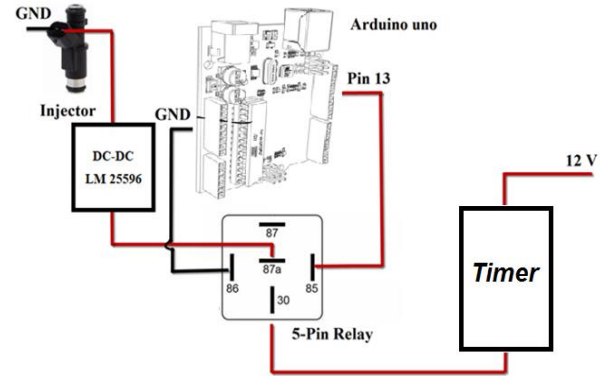 GND
Arduino uno
Pin 13
Injector
GND
DC-DC
LM 25596
12 V
87
87a
86
85
30
Timer
5-Pin Relay